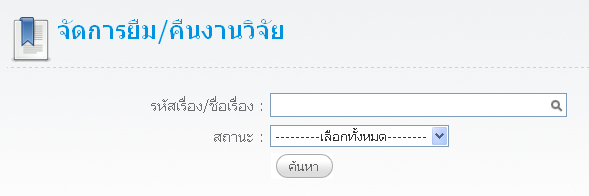 จัดการยืม/คืนงานวิจัย
รหัสเรื่อง/ชื่อเรื่อง :
สถานะ : ---------เลือกทั้งหมด--------
ค้นหา